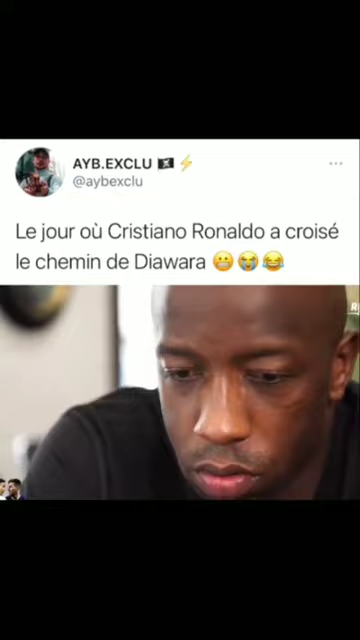 AYB.EXCLU 🏴‍☠️⚡
@aybexclu
Le jour où Cristiano Ronaldo a croisé
le chemin de Diawara 😬😭😂